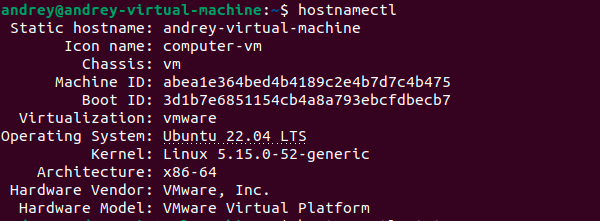 andrey@andrey-virtual-machine:~$ hostnamectl
Static hostname: andrey-virtual-machine
Icon name: computer-vm
Chassis: vm
Machine ID: abea1e364bed4b4189c2e4b7d7c4b475
Boot ID: 3d1b7e6851154cb4a8a793ebcfdbecb7
Virtualization: vmware
Operating System: Ubuntu 22.04 LTS
Kernel: Linux 5.15.0-52-generic
Architecture: x86-64
Hardware Vendor: VMware, Inc.
Hardware Model: VMware Virtual Platform